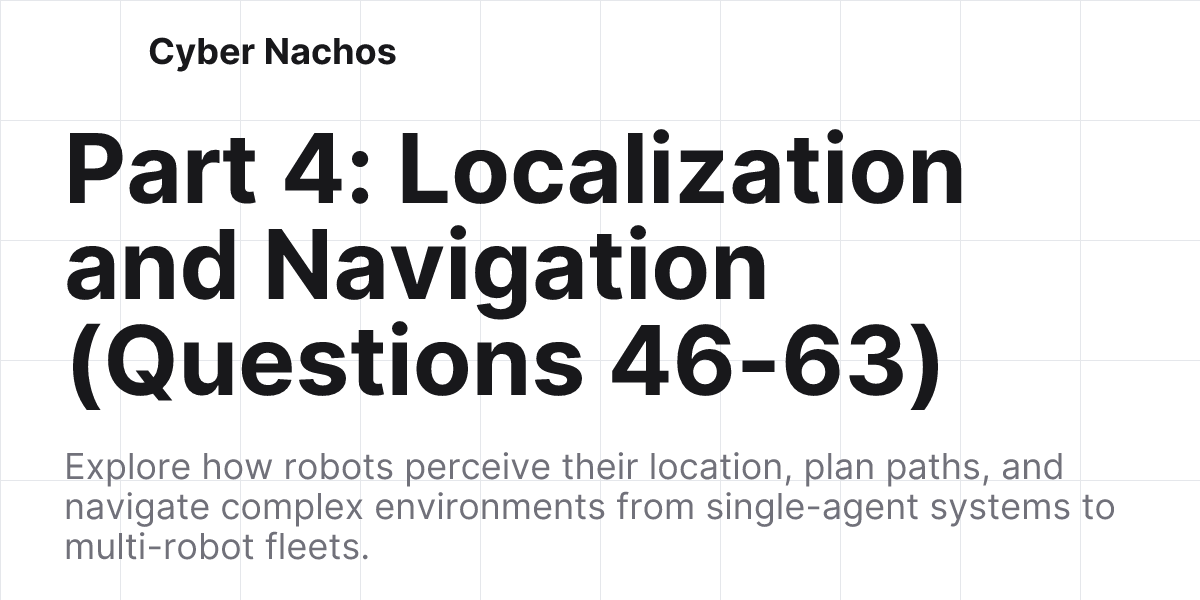 Cyber Nachos
Part 4: Localization
and Navigation
(Questions 46-63)
Explore how robots perceive their location, plan paths, and
navigate complex environments from single-agent systems to
multi-robot fleets.